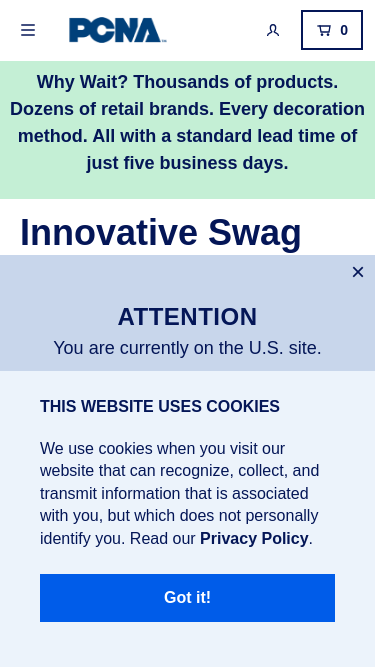 PCNA
0
Why Wait? Thousands of products.
Dozens of retail brands. Every decoration
method. All with a standard lead time of
just five business days.
Innovative Swag
ATTENTION
You are currently on the U.S. site.
THIS WEBSITE USES COOKIES
We use cookies when you visit our
website that can recognize, collect, and
transmit information that is associated
with you, but which does not personally
identify you. Read our Privacy Policy.
Got it!